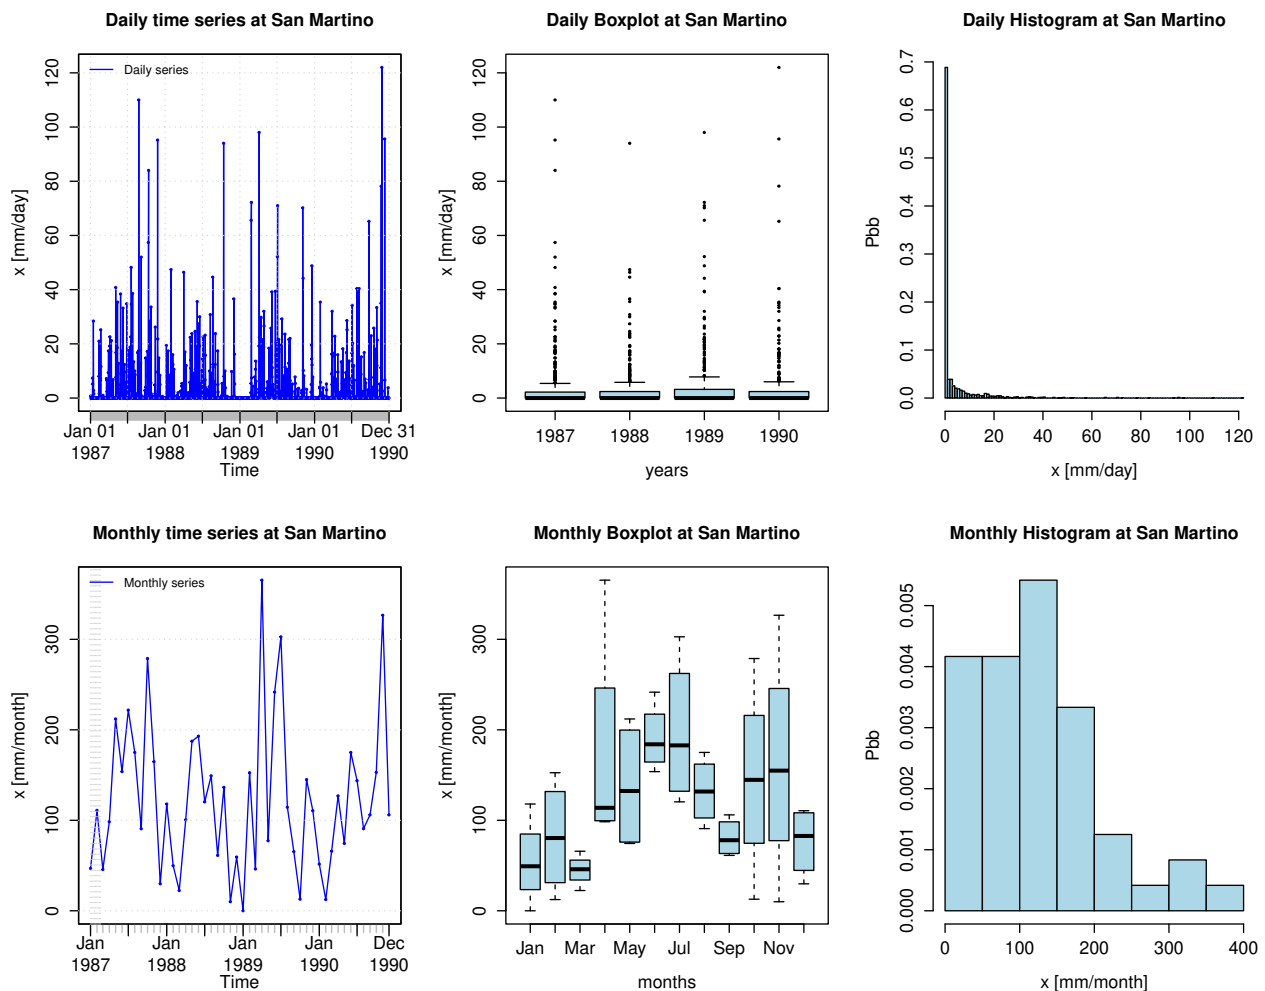 Daily time series at San Martino
Daily series
x [mm/day]
0 20 40 60 80 100 120
Jan 01 Jan 01 Jan 01 Jan 01 Dec 31
1987 1988 1989 1990 1990
Time
Daily Boxplot at San Martino
x [mm/day]
0 20 40 60 80 100 120
1987 1988 1989 1990
years
Daily Histogram at San Martino
Pbb
0.0 0.1 0.2 0.3 0.4 0.5 0.6 0.7
0 20 40 60 80 100 120
x [mm/day]
Monthly time series at San Martino
Monthly series
x [mm/month]
0 100 200 300
Jan Jan Jan Jan Dec
1987 1988 1989 1990 1990
Time
Monthly Boxplot at San Martino
x [mm/month]
0 100 200 300
Jan Mar May Jul Sep Nov
months
Monthly Histogram at San Martino
Pbb
0.000 0.001 0.002 0.003 0.004 0.005
0 100 200 300 400
x [mm/month]